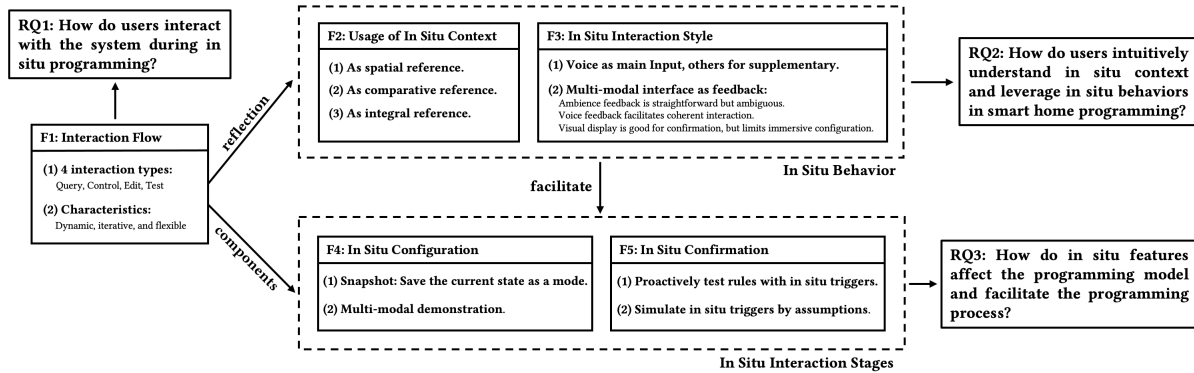 RQ1: How do users interact
with the system during in
situ programming?
F1: Interaction Flow
(1) 4 interaction types:
Query, Control, Edit, Test
(2) Characteristics:
Dynamic, iterative, and flexible
reflection
components
F2: Usage of In Situ Context
(1) As spatial reference.
(2) As comparative reference.
(3) As integral reference.
F3: In Situ Interaction Style
(1) Voice as main Input, others for supplementary.
(2) Multi-modal interface as feedback:
Ambience feedback is straightforward but ambiguous.
Voice feedback facilitates coherent interaction.
Visual display is good for confirmation, but limits immersive configuration.
In Situ Behavior
facilitate
F4: In Situ Configuration
(1) Snapshot: Save the current state as a mode.
(2) Multi-modal demonstration.
F5: In Situ Confirmation
(1) Proactively test rules with in situ triggers.
(2) Simulate in situ triggers by assumptions.
In Situ Interaction Stages
RQ2: How do users intuitively
understand in situ context
and leverage in situ behaviors
in smart home programming?
RQ3: How do in situ features
affect the programming model
and facilitate the programming
process?